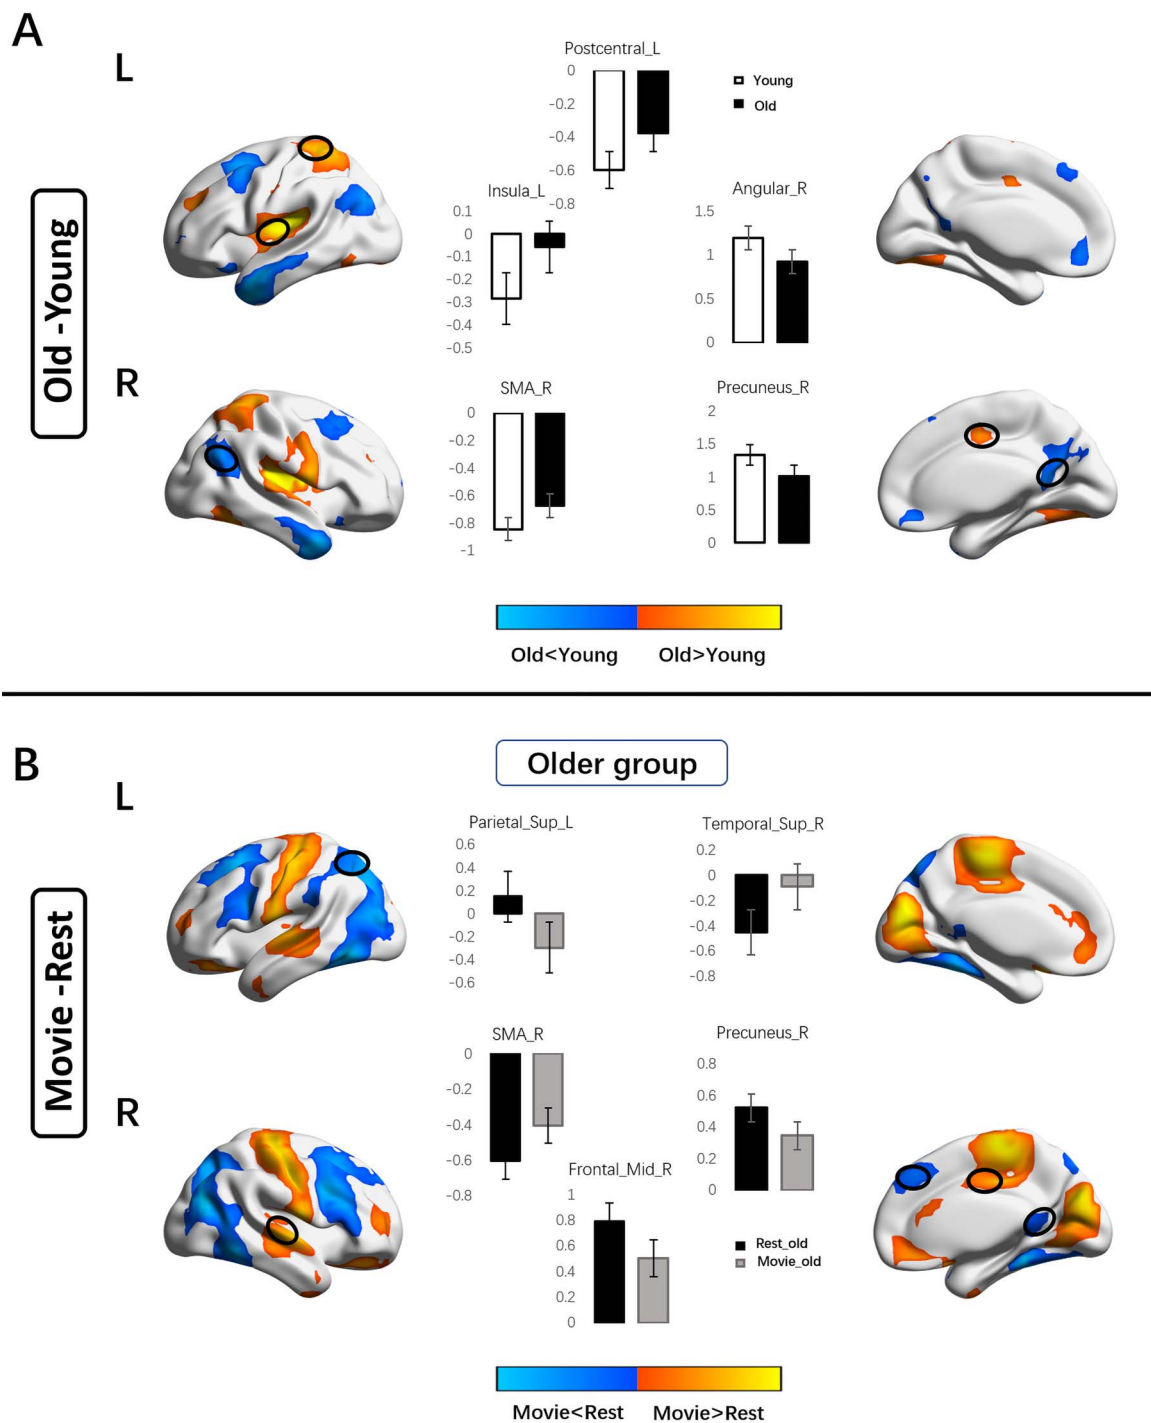 A
L
Old -Young
Postcentral_L
0
-0.2
-0.4
-0.6
-0.8
Young
Old
Insula_L
0.1
0
-0.1
-0.2
-0.3
-0.4
-0.5
Angular_R
1.5
1
0.5
0
R
SMA_R
0
-0.2
-0.4
-0.6
-0.8
-1
Precuneus_R
2
1.5
1
0.5
0
Old<Young Old>Young
B
Older group
L
Movie -Rest
Parietal_Sup_L
0.6
0.4
0.2
0
-0.2
-0.4
-0.6
Temporal_Sup_R
0.2
0
-0.2
-0.4
-0.6
-0.8
R
SMA_R
0
-0.2
-0.4
-0.6
-0.8
Precuneus_R
0.8
0.6
0.4
0.2
0
Frontal_Mid_R
1
0.8
0.6
0.4
0.2
0
Rest_old
Movie_old
Movie<Rest Movie>Rest